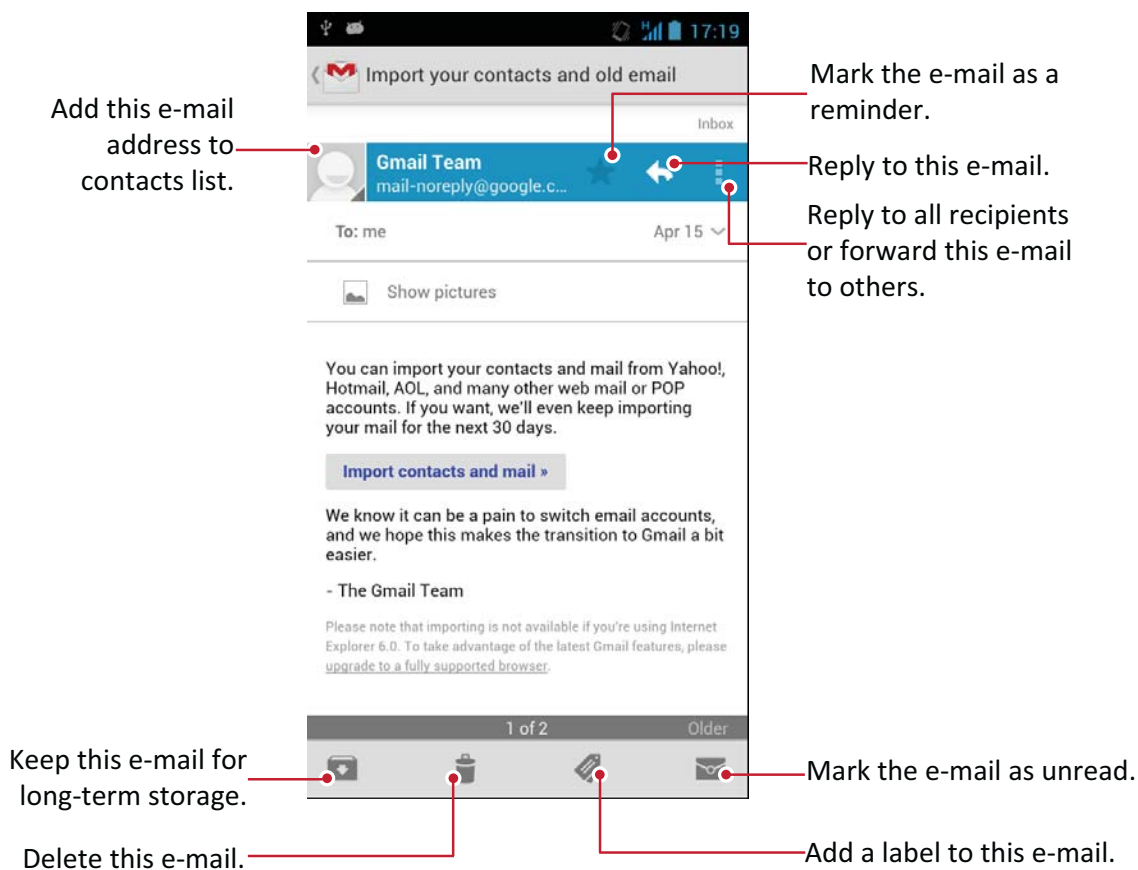 17:19
Import your contacts and old email
Inbox
Gmail Team
mail-noreply@google.c...
To: me
Apr 15
Show pictures
You can import your contacts and mail from Yahoo!,
Hotmail, AOL, and many other web mail or POP
accounts. If you want, we'll even keep importing
your mail for the next 30 days.
Import contacts and mail »
We know it can be a pain to switch email accounts,
and we hope this makes the transition to Gmail a bit
easier.
- The Gmail Team
Please note that importing is not available if you're using Internet
Explorer 6.0. To take advantage of the latest Gmail features, please
upgrade to a fully supported browser.
1 of 2
Older
Add this e-mail
address to
contacts list.
Mark the e-mail as a
reminder.
Reply to this e-mail.
Reply to all recipients
or forward this e-mail
to others.
Keep this e-mail for
long-term storage.
Delete this e-mail.
Mark the e-mail as unread.
Add a label to this e-mail.
H